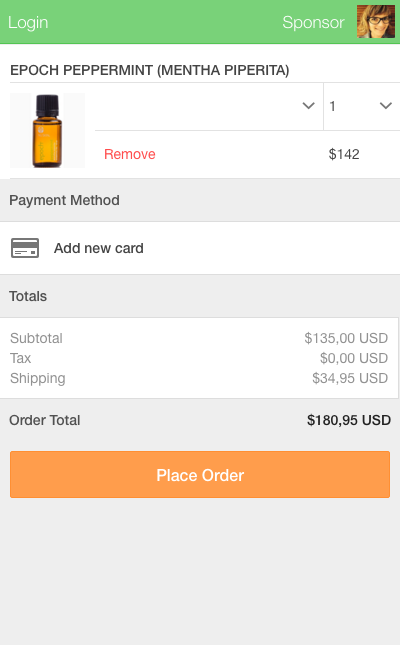 Login Sponsor
EPOCH PEPPERMINT (MENTHA PIPERITA)
1
Remove $142
Payment Method
Add new card
Totals
Subtotal $135,00 USD
Tax $0,00 USD
Shipping $34,95 USD
Order Total $180,95 USD
Place Order